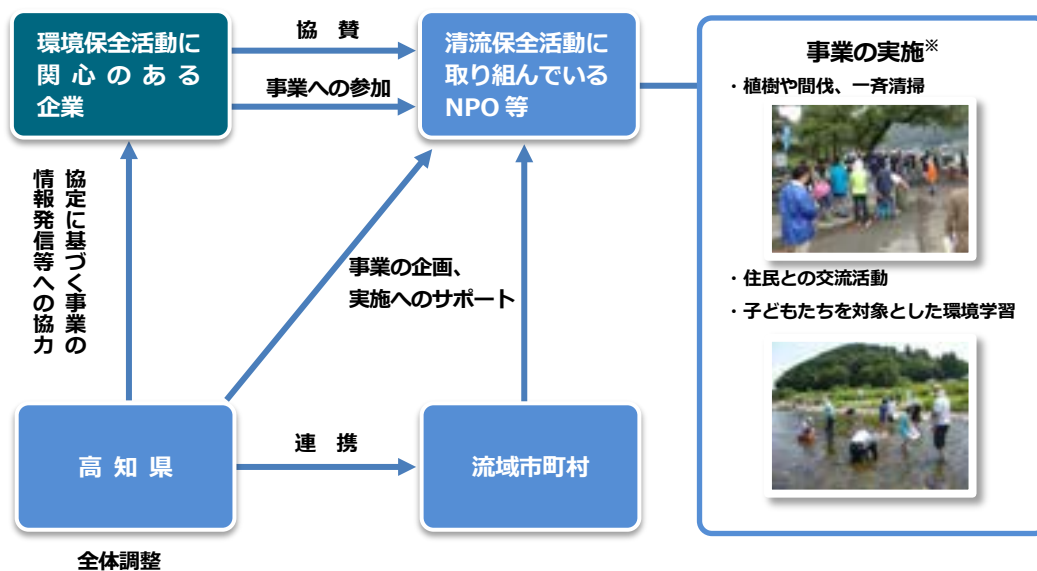 環境保全活動に
関心のある
企業
協 賛
事業への参加
清流保全活動に
取り組んでいる
NPO 等
事業の実施※
・植樹や間伐、一斉清掃
・住民との交流活動
・子どもたちを対象とした環境学習
協定に基づく事業の
情報発信等への協力
事業の企画、
実施へのサポート
高 知 県
連 携
流域市町村
全体調整